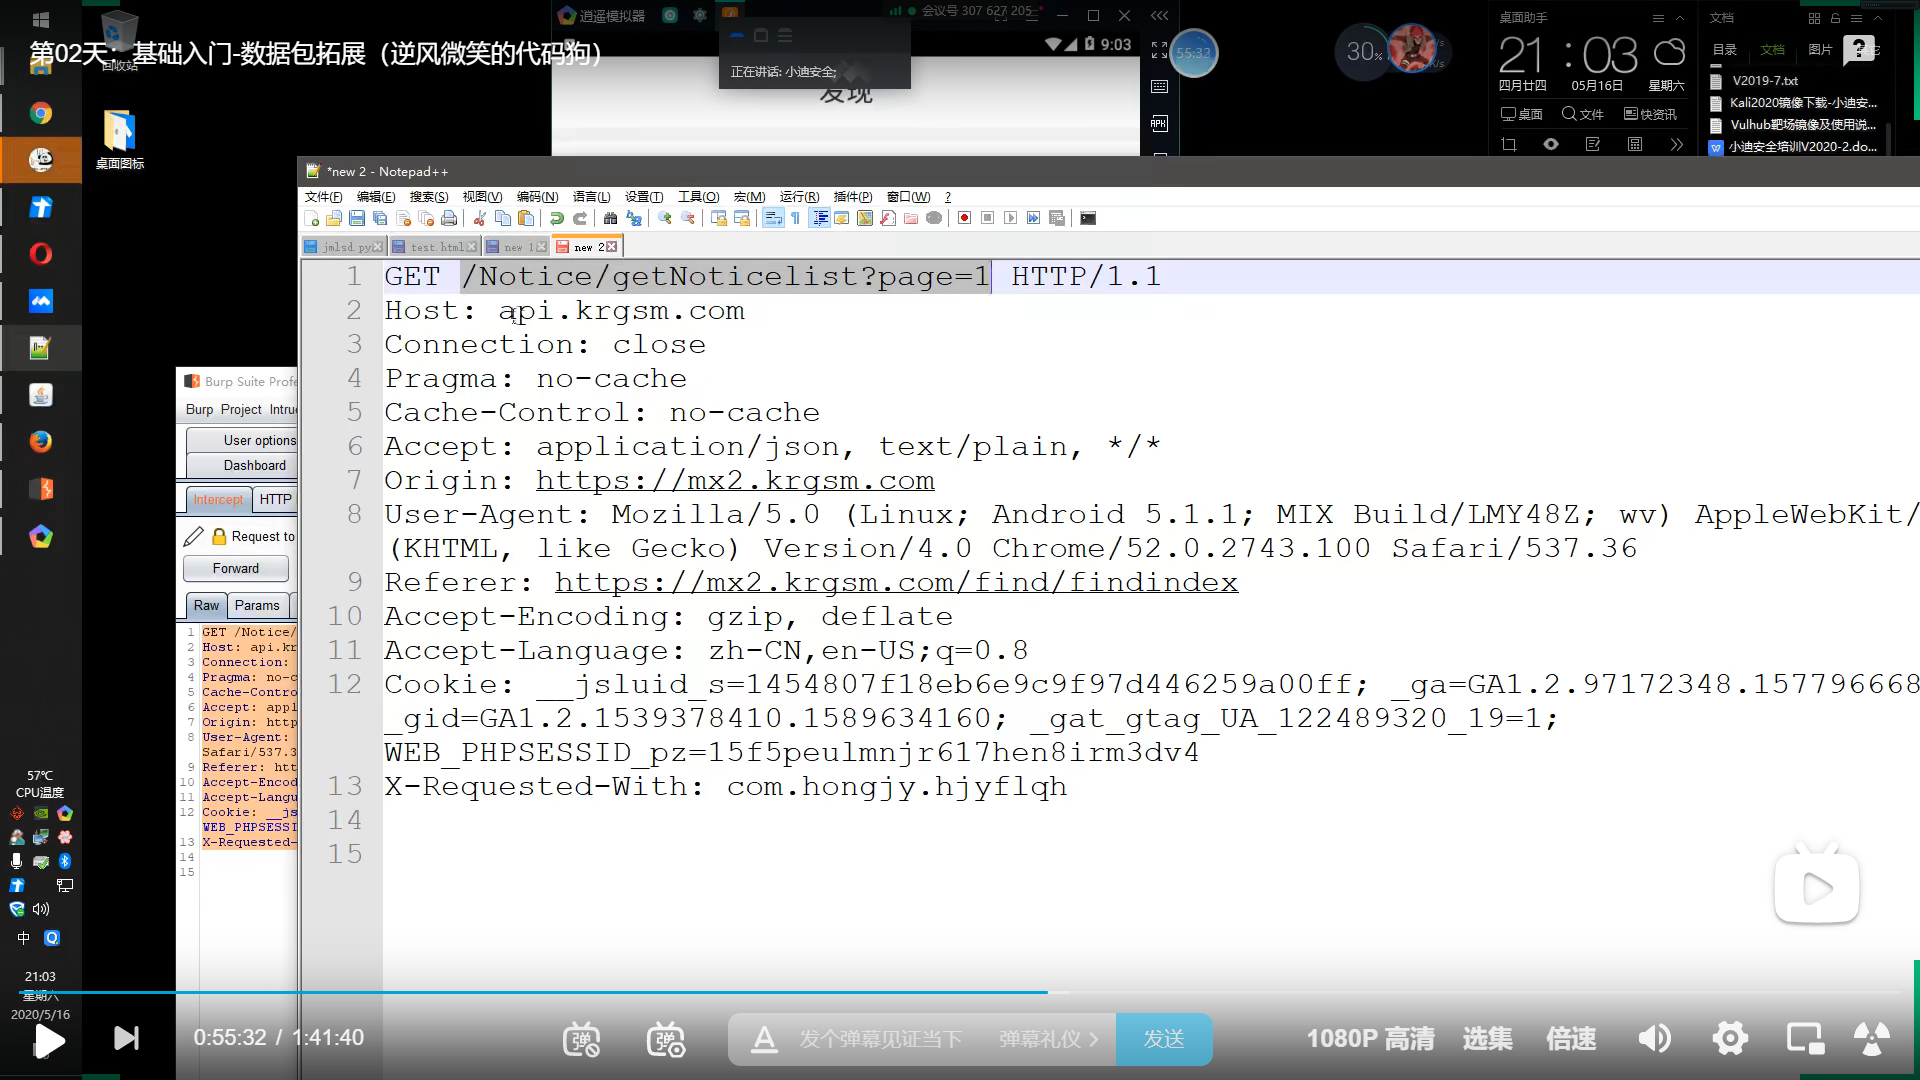 第02天：基础入门-数据包拓展（逆风微笑的代码狗）
回收站
桌面图标
逍遥模拟器
会议号 307 627 205
正在讲话: 小迪安全;
9:03
发现
55:32
30%
桌面助手
21:03
四月廿四 05月16日 星期六
桌面 文件 快资讯
文档
目录 文档 图片
V2019-7.txt
Kali2020镜像下载-小迪安...
Vulhub靶场镜像及使用说...
小迪安全培训V2020-2.do...
*new 2 - Notepad++
文件(F) 编辑(E) 搜索(S) 视图(V) 编码(N) 语言(L) 设置(T) 工具(O) 宏(M) 运行(R) 插件(P) 窗口(W) ?
jmlsd.py test.html new 1 new 2
1 GET /Notice/getNoticelist?page=1 HTTP/1.1
2 Host: api.krgsm.com
3 Connection: close
4 Pragma: no-cache
5 Cache-Control: no-cache
6 Accept: application/json, text/plain, */*
7 Origin: https://mx2.krgsm.com
8 User-Agent: Mozilla/5.0 (Linux; Android 5.1.1; MIX Build/LMY48Z; wv) AppleWebKit/
(KHTML, like Gecko) Version/4.0 Chrome/52.0.2743.100 Safari/537.36
9 Referer: https://mx2.krgsm.com/find/findindex
10 Accept-Encoding: gzip, deflate
11 Accept-Language: zh-CN,en-US;q=0.8
12 Cookie: __jsluid_s=1454807f18eb6e9c9f97d446259a00ff; _ga=GA1.2.97172348.157796668
_gid=GA1.2.1539378410.1589634160; _gat_gtag_UA_122489320_19=1;
WEB_PHPSESSID_pz=15f5peulmnjr617hen8irm3dv4
13 X-Requested-With: com.hongjy.hjyflqh
14
15
Burp Suite Profe
Burp Project Intru
User options
Dashboard
Intercept HTTP
Request to
Forward
Raw Params
1 GET /Notice/
2 Host: api.kr
3 Connection:
4 Pragma: no-c
5 Cache-Contro
6 Accept: appl
7 Origin: http
8 User-Agent:
Safari/537.3
9 Referer: htt
10 Accept-Encod
11 Accept-Langu
12 Cookie: __js
WEB_PHPSESSI
13 X-Requested-
14
15
57℃
CPU温度
中
21:03
星期六
2020/5/16
0:55:32 / 1:41:40
弹 弹
发个弹幕见证当下 弹幕礼仪 > 发送
1080P 高清 选集 倍速